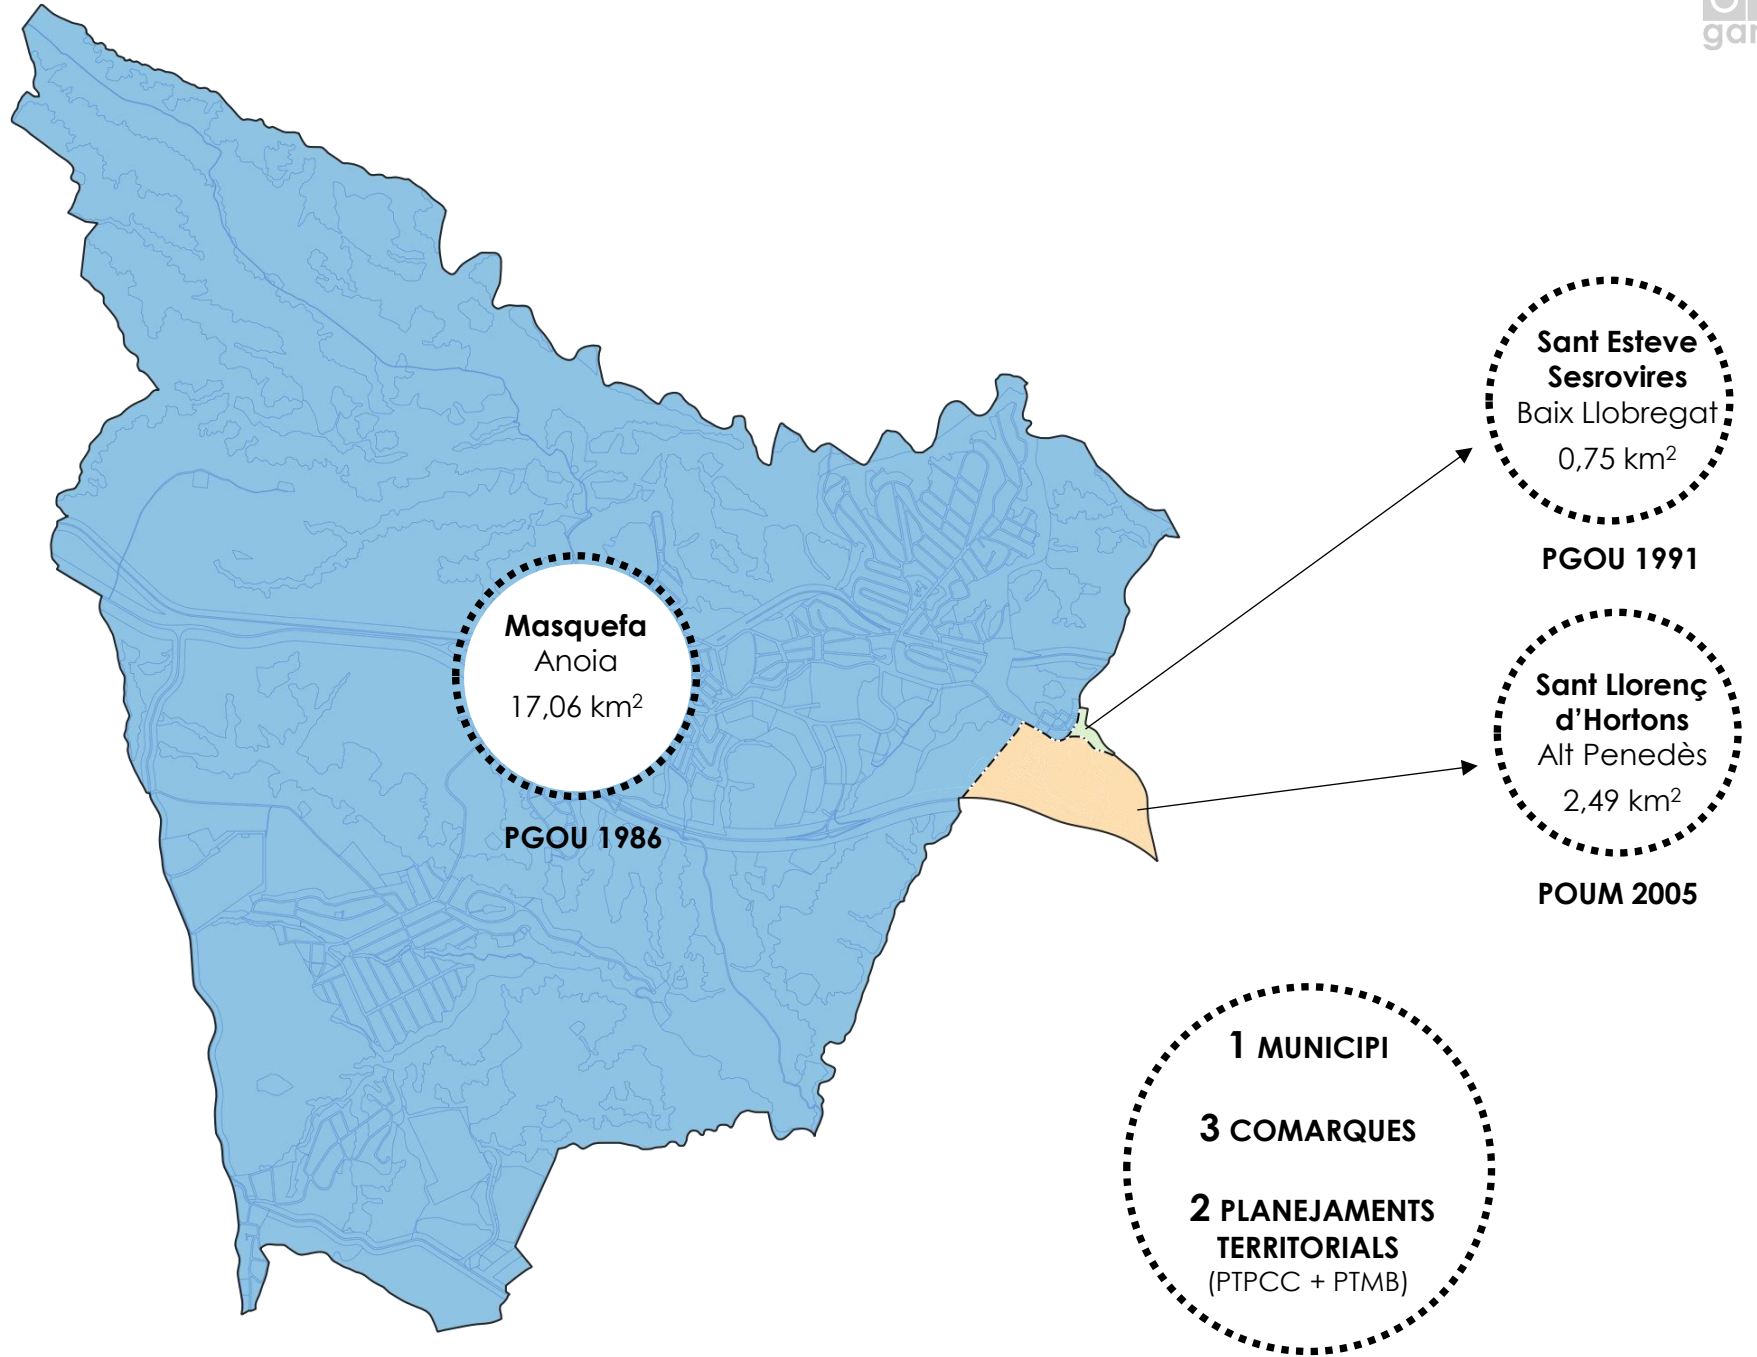 Sant Esteve
Sesrovires
Baix Llobregat
0,75 km²
PGOU 1991
Masquefa
Anoia
17,06 km²
PGOU 1986
Sant Llorenç
d'Hortons
Alt Penedès
2,49 km²
POUM 2005
1 MUNICIPI
3 COMARQUES
2 PLANEJAMENTS
TERRITORIALS
(PTPCC + PTMB)